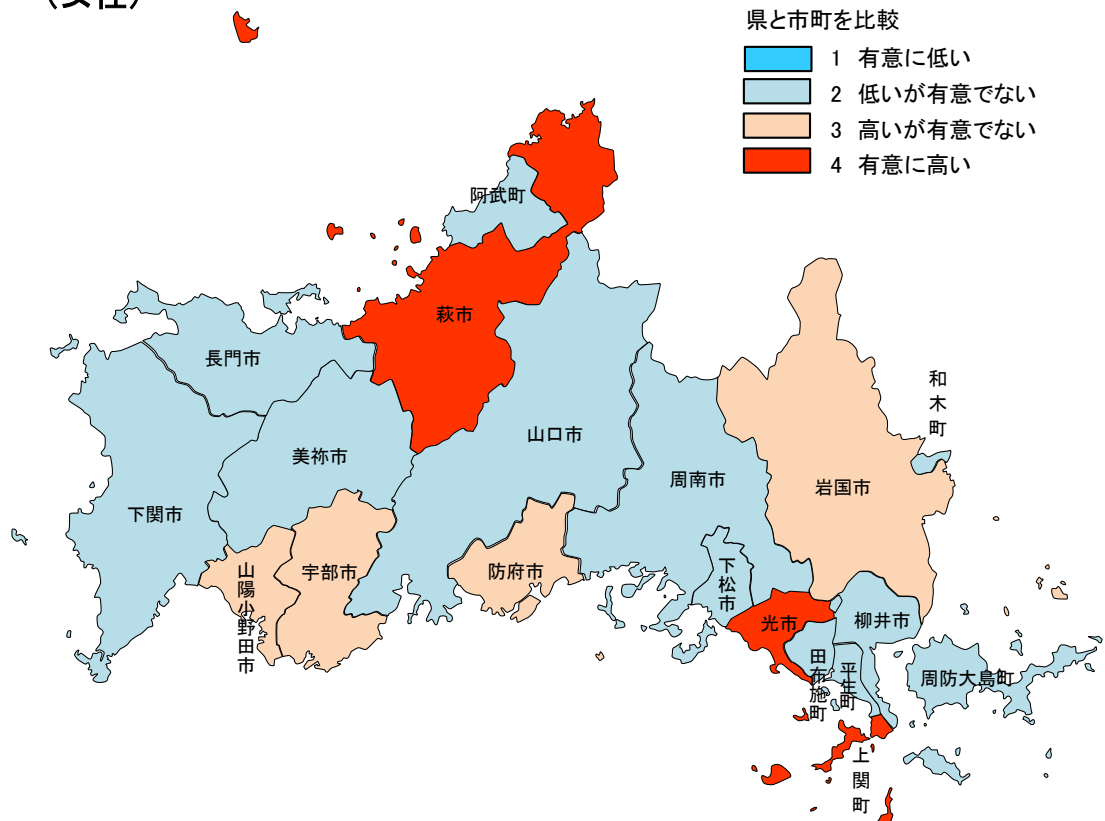 (女性)
県と市町を比較
1 有意に低い
2 低いが有意でない
3 高いが有意でない
4 有意に高い
阿武町
萩市
長門市
和木町
山口市
美祢市
周南市
岩国市
下関市
山陽小野田市
宇部市
防府市
下松市
光市
柳井市
田布施町
平生町
周防大島町
上関町